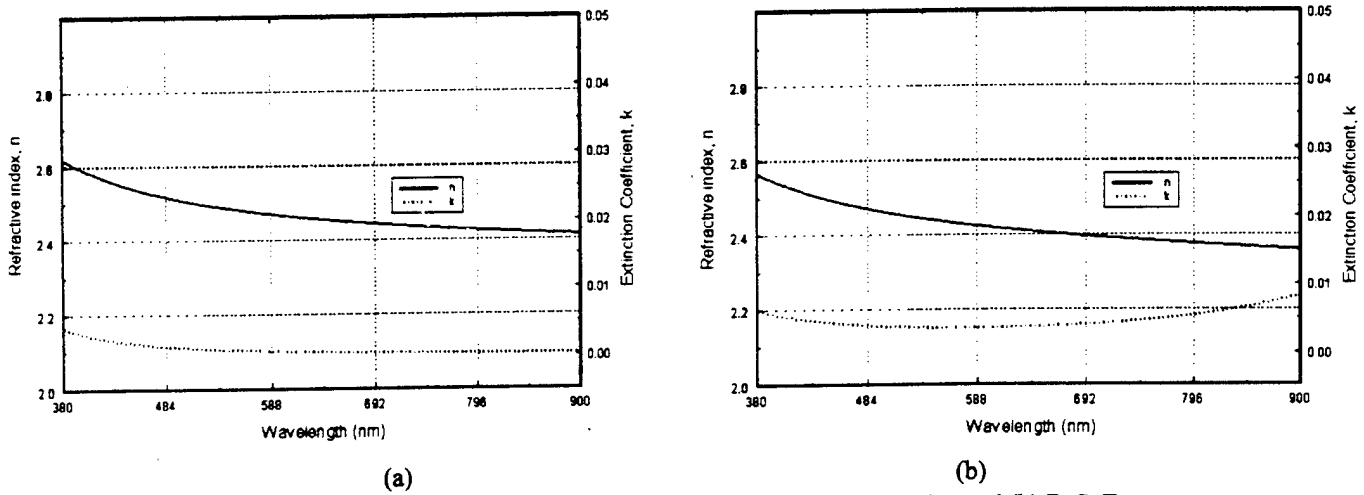 Refractive index, n
2.8
2.6
2.4
2.2
2.0
0.05
0.04
0.03
0.02
0.01
0.00
Extinction Coefficient, k
n
k
380 484 588 692 796 900
Wavelength (nm)
(a)
Refractive index, n
2.8
2.6
2.4
2.2
2.0
0.05
0.04
0.03
0.02
0.01
0.00
Extinction Coefficient, k
n
k
380 484 588 692 796 900
Wavelength (nm)
(b)